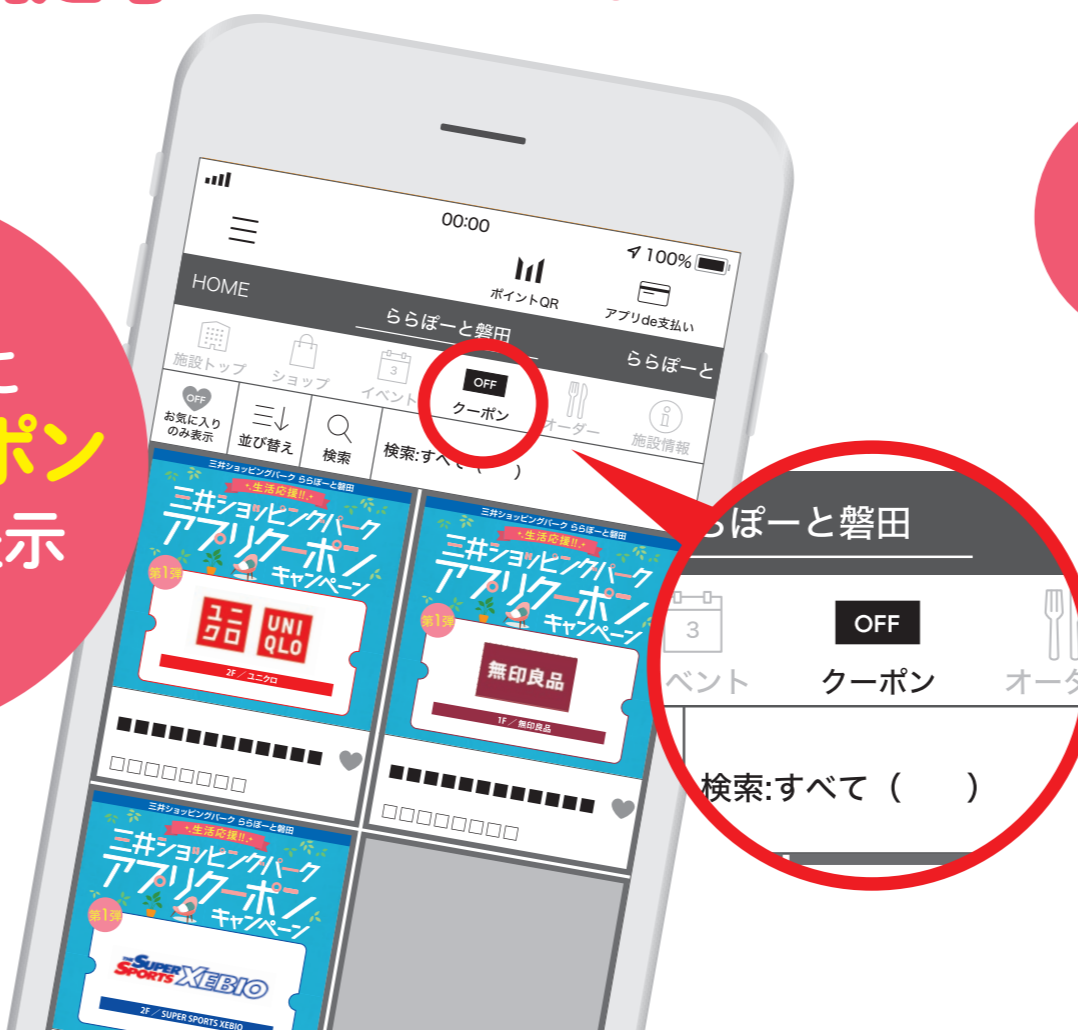 00:00
100%
ポイントQR
アプリde支払い
HOME
ららぽーと磐田
ららぽーと
施設トップ
ショップ
3
イベント
OFF
クーポン
オーダー
施設情報
OFF
お気に入り
のみ表示
並び替え
検索
検索:すべて（　　）
に
ポン
示
三井ショッピングパーク ららぽーと磐田
生活応援!!
三井ショッピングパーク
アプリクーポン
キャンペーン
第1弾
ユニクロ
UNI
QLO
2F ／ ユニクロ
三井ショッピングパーク ららぽーと磐田
生活応援!!
三井ショッピングパーク
アプリクーポン
キャンペーン
第1弾
無印良品
1F ／ 無印良品
■■■■■■■■■■■■
□□□□□□□□
■■■■■■■■■■■■
□□□□□□□□
三井ショッピングパーク ららぽーと磐田
生活応援!!
三井ショッピングパーク
アプリクーポン
キャンペーン
第1弾
THE SUPER SPORTS XEBIO
2F ／ SUPER SPORTS XEBIO
らぽーと磐田
3
ベント
OFF
クーポン
オーダ
検索:すべて（　　）